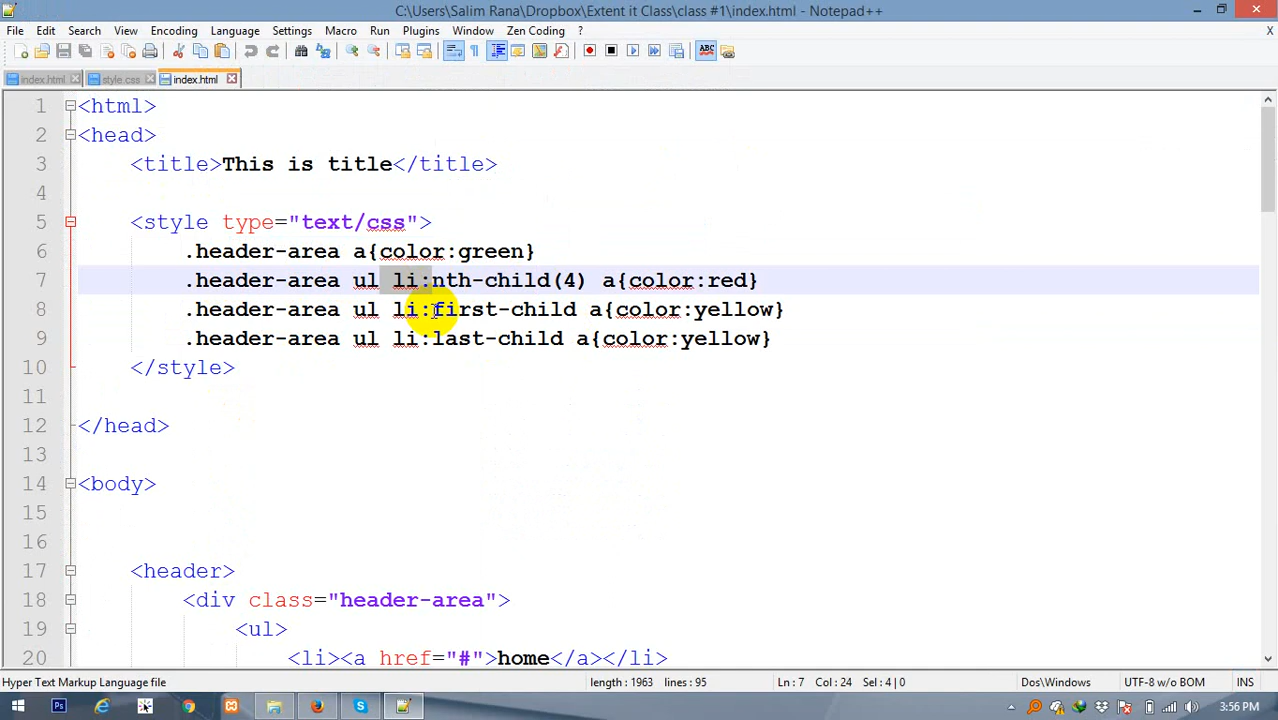 C:\Users\Salim Rana\Dropbox\Extent it Class\class #1\index.html - Notepad++
File Edit Search View Encoding Language Settings Macro Run Plugins Window Zen Coding ? X
index.html style.css index.html
1 <html>
2 <head>
3 <title>This is title</title>
4
5 <style type="text/css">
6 .header-area a{color:green}
7 .header-area ul li:nth-child(4) a{color:red}
8 .header-area ul li:first-child a{color:yellow}
9 .header-area ul li:last-child a{color:yellow}
10 </style>
11
12 </head>
13
14 <body>
15
16
17 <header>
18 <div class="header-area">
19 <ul>
20 <li><a href="#">home</a></li>
Hyper Text Markup Language file length : 1963 lines : 95 Ln : 7 Col : 24 Sel : 4 | 0 Dos\Windows UTF-8 w/o BOM INS
3:56 PM